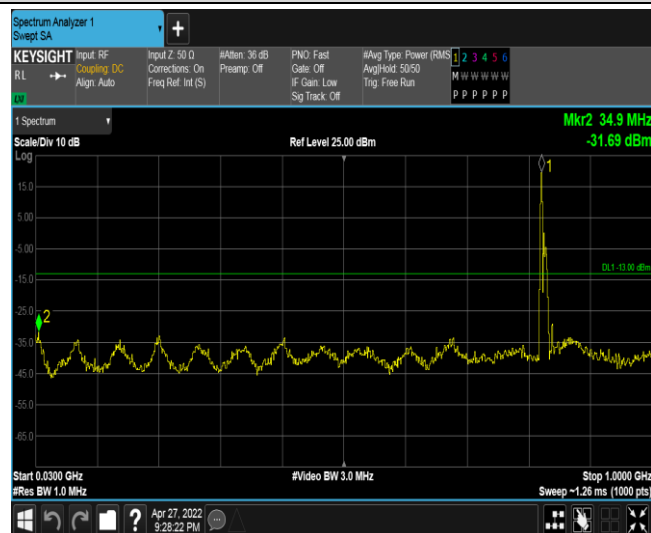 Spectrum Analyzer 1
Swept SA
+
KEYSIGHT Input: RF Input Z: 50 Ω #Atten: 36 dB PNO: Fast #Avg Type: Power (RMS 1 2 3 4 5 6
RL Coupling: DC Corrections: On Preamp: Off Gate: Off Avg|Hold: 50/50 M W W W W W
Align: Auto Freq Ref: Int (S) IF Gain: Low Trig: Free Run
Sig Track: Off P P P P P P
1 Spectrum Mkr2 34.9 MHz
Scale/Div 10 dB Ref Level 25.00 dBm -31.69 dBm
Log
1
15.0
5.00
-5.00
DL1 -13.00 dBm
-15.0
-25.0
2
-35.0
-45.0
-55.0
-65.0
Start 0.0300 GHz #Video BW 3.0 MHz Stop 1.0000 GHz
#Res BW 1.0 MHz Sweep ~1.26 ms (1000 pts)
? Apr 27, 2022
9:28:22 PM